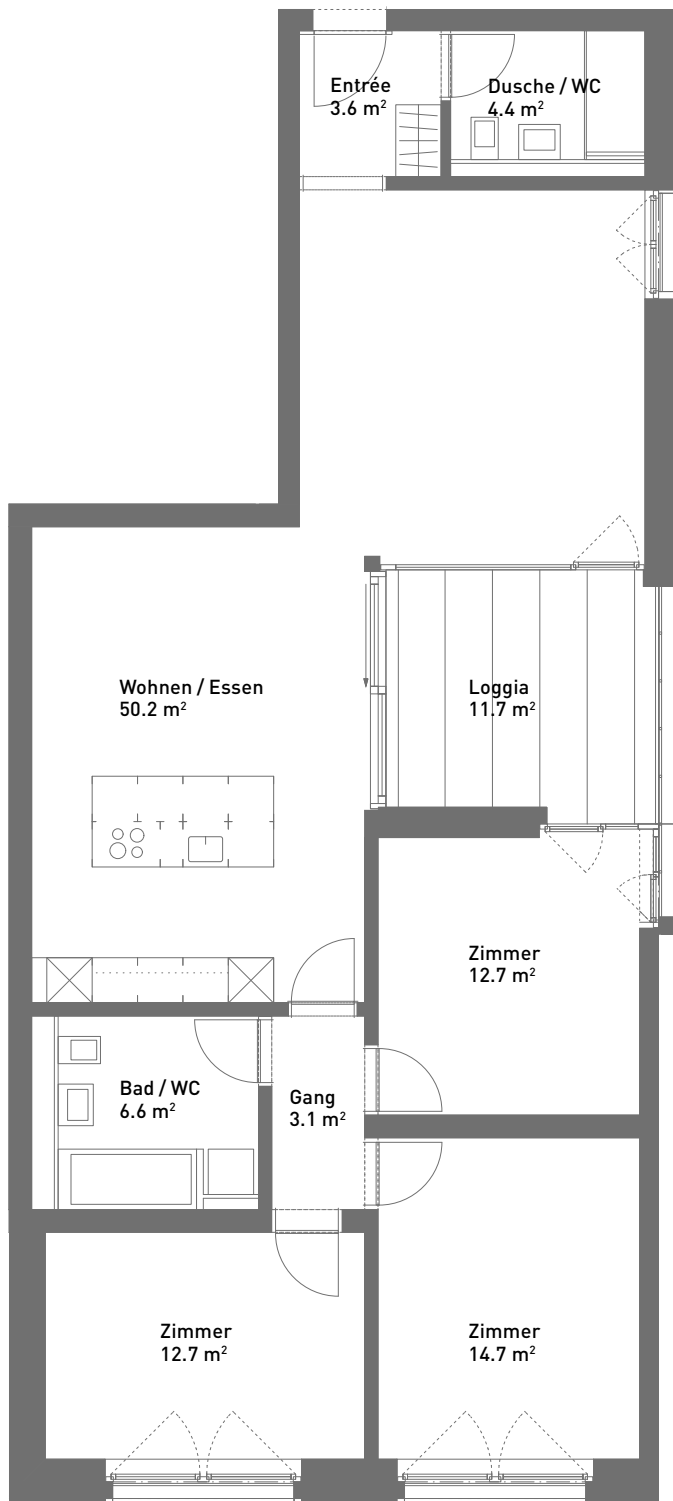 Entrée
3.6 m²
Dusche / WC
4.4 m²
Wohnen / Essen
50.2 m²
Loggia
11.7 m²
Zimmer
12.7 m²
Bad / WC
6.6 m²
Gang
3.1 m²
Zimmer
12.7 m²
Zimmer
14.7 m²